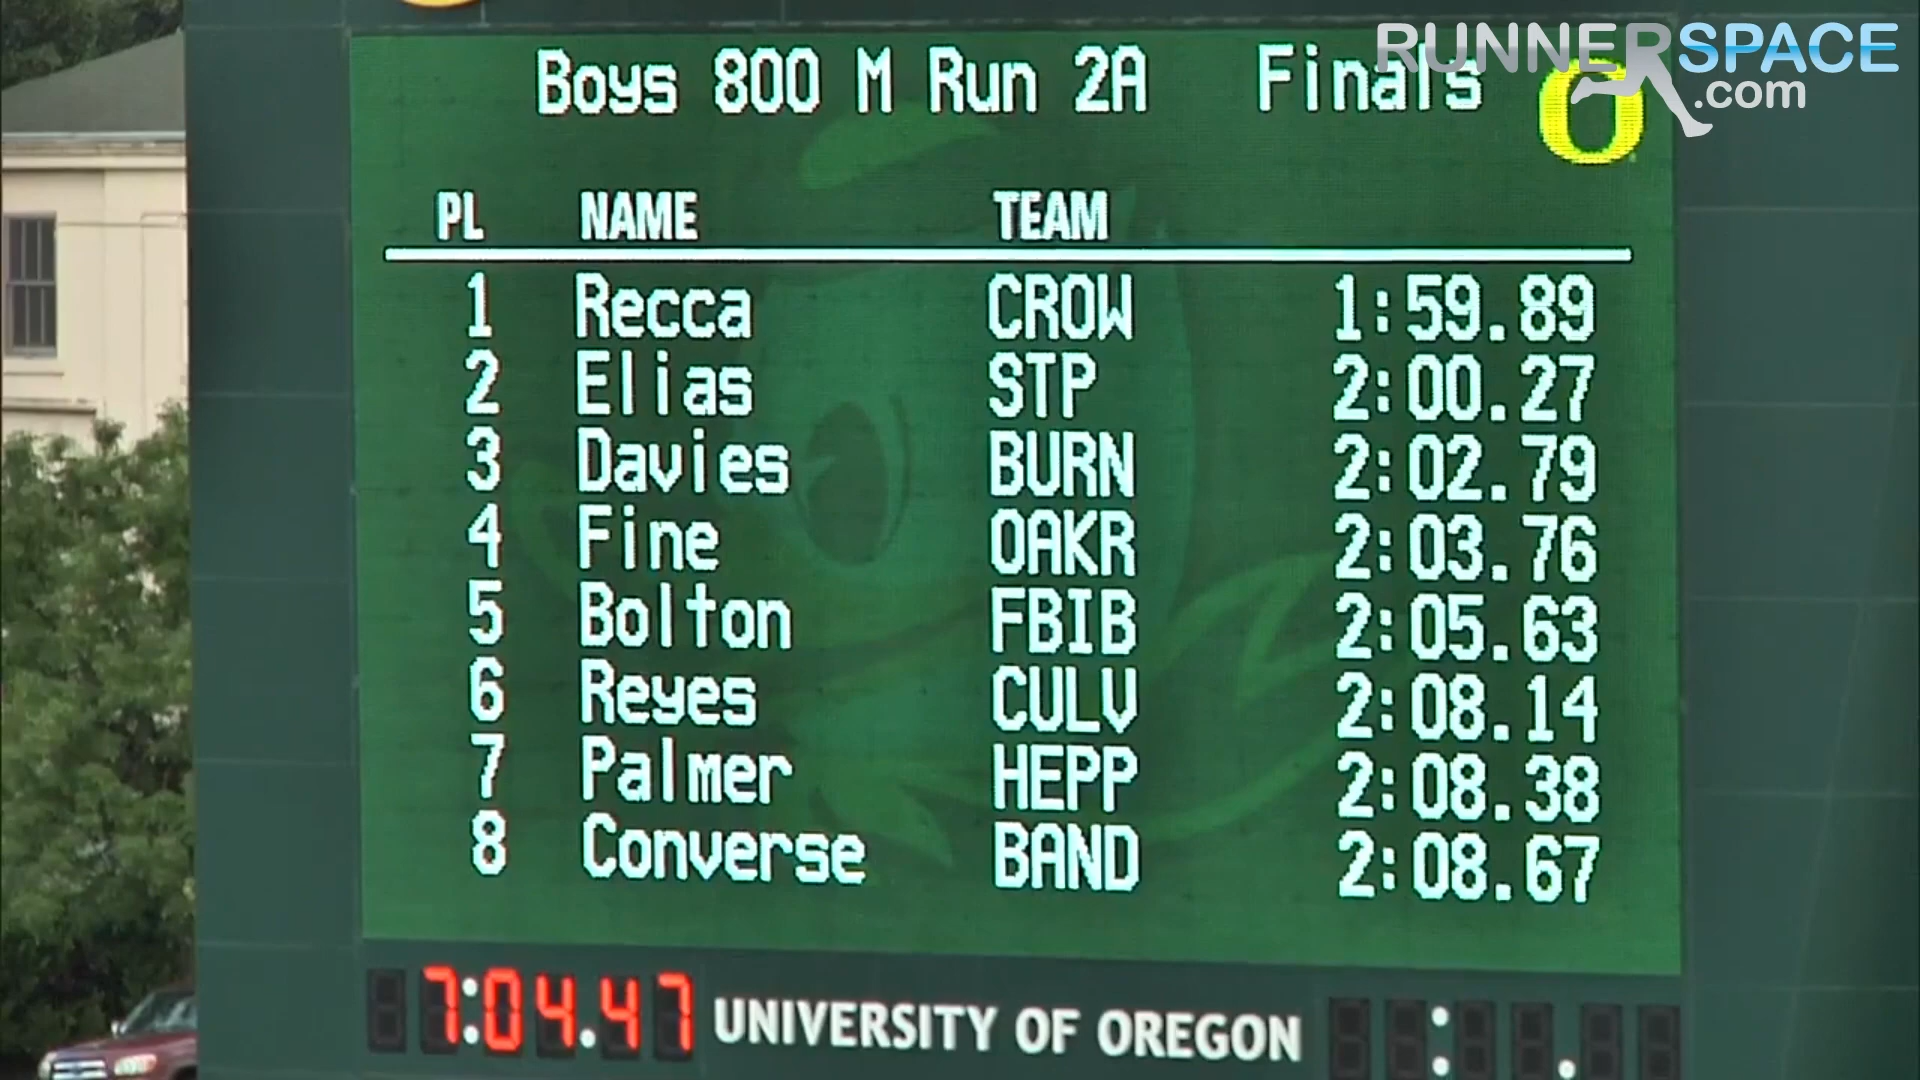 RUNNERSPACE
.com
Boys 800 M Run 2A Finals
O
PL NAME TEAM
1 Recca CROW 1:59.89
2 Elias STP 2:00.27
3 Davies BURN 2:02.79
4 Fine OAKR 2:03.76
5 Bolton FBIB 2:05.63
6 Reyes CULV 2:08.14
7 Palmer HEPP 2:08.38
8 Converse BAND 2:08.67
7:04.47 UNIVERSITY OF OREGON